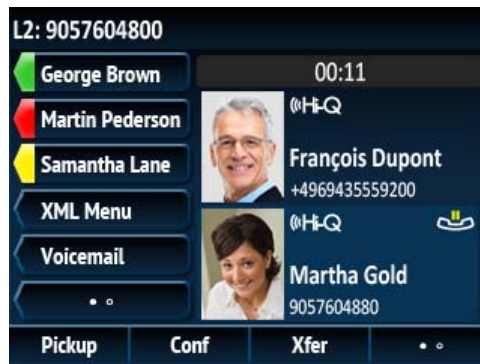 L2: 9057604800
George Brown
Martin Pederson
Samantha Lane
XML Menu
Voicemail
00:11
Hi-Q
François Dupont
+4969435559200
Hi-Q
Martha Gold
9057604880
Pickup Conf Xfer